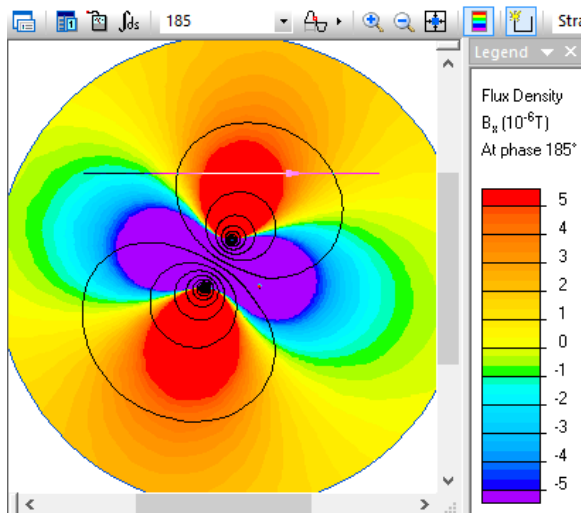 ∫ds 185 Stra
Legend
Flux Density
Bx (10-6T)
At phase 185°
5
4
3
2
1
0
-1
-2
-3
-4
-5